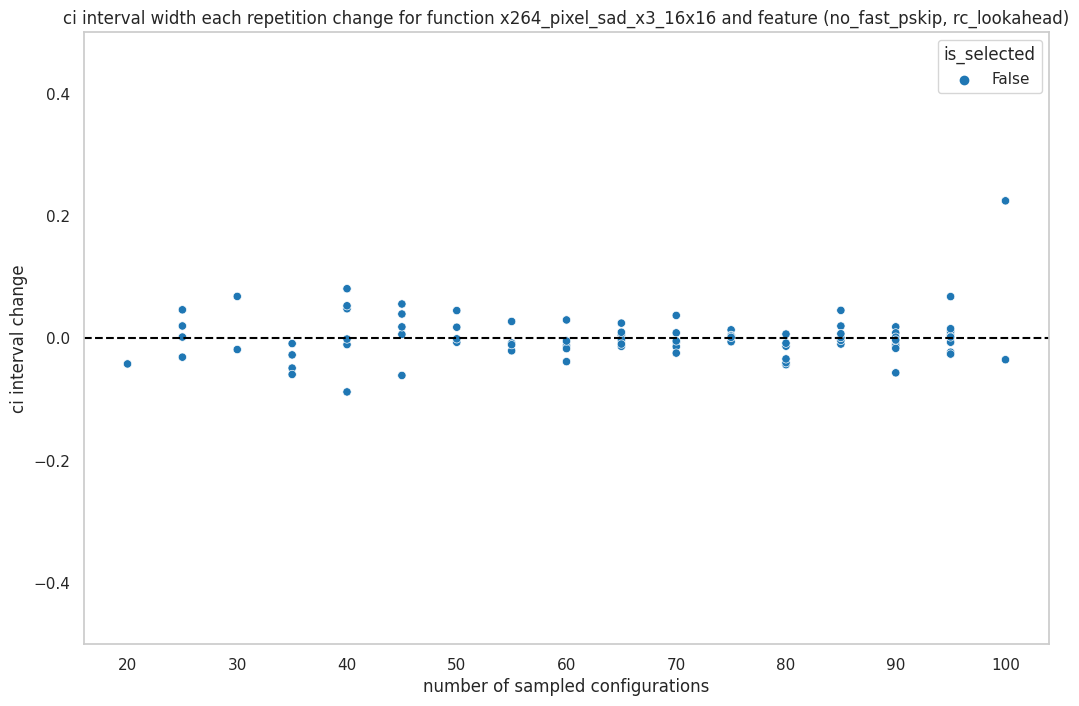 ci interval width each repetition change for function x264_pixel_sad_x3_16x16 and feature (no_fast_pskip, rc_lookahead)
is_selected
False
ci interval change
0.4
0.2
0.0
−0.2
−0.4
20 30 40 50 60 70 80 90 100
number of sampled configurations